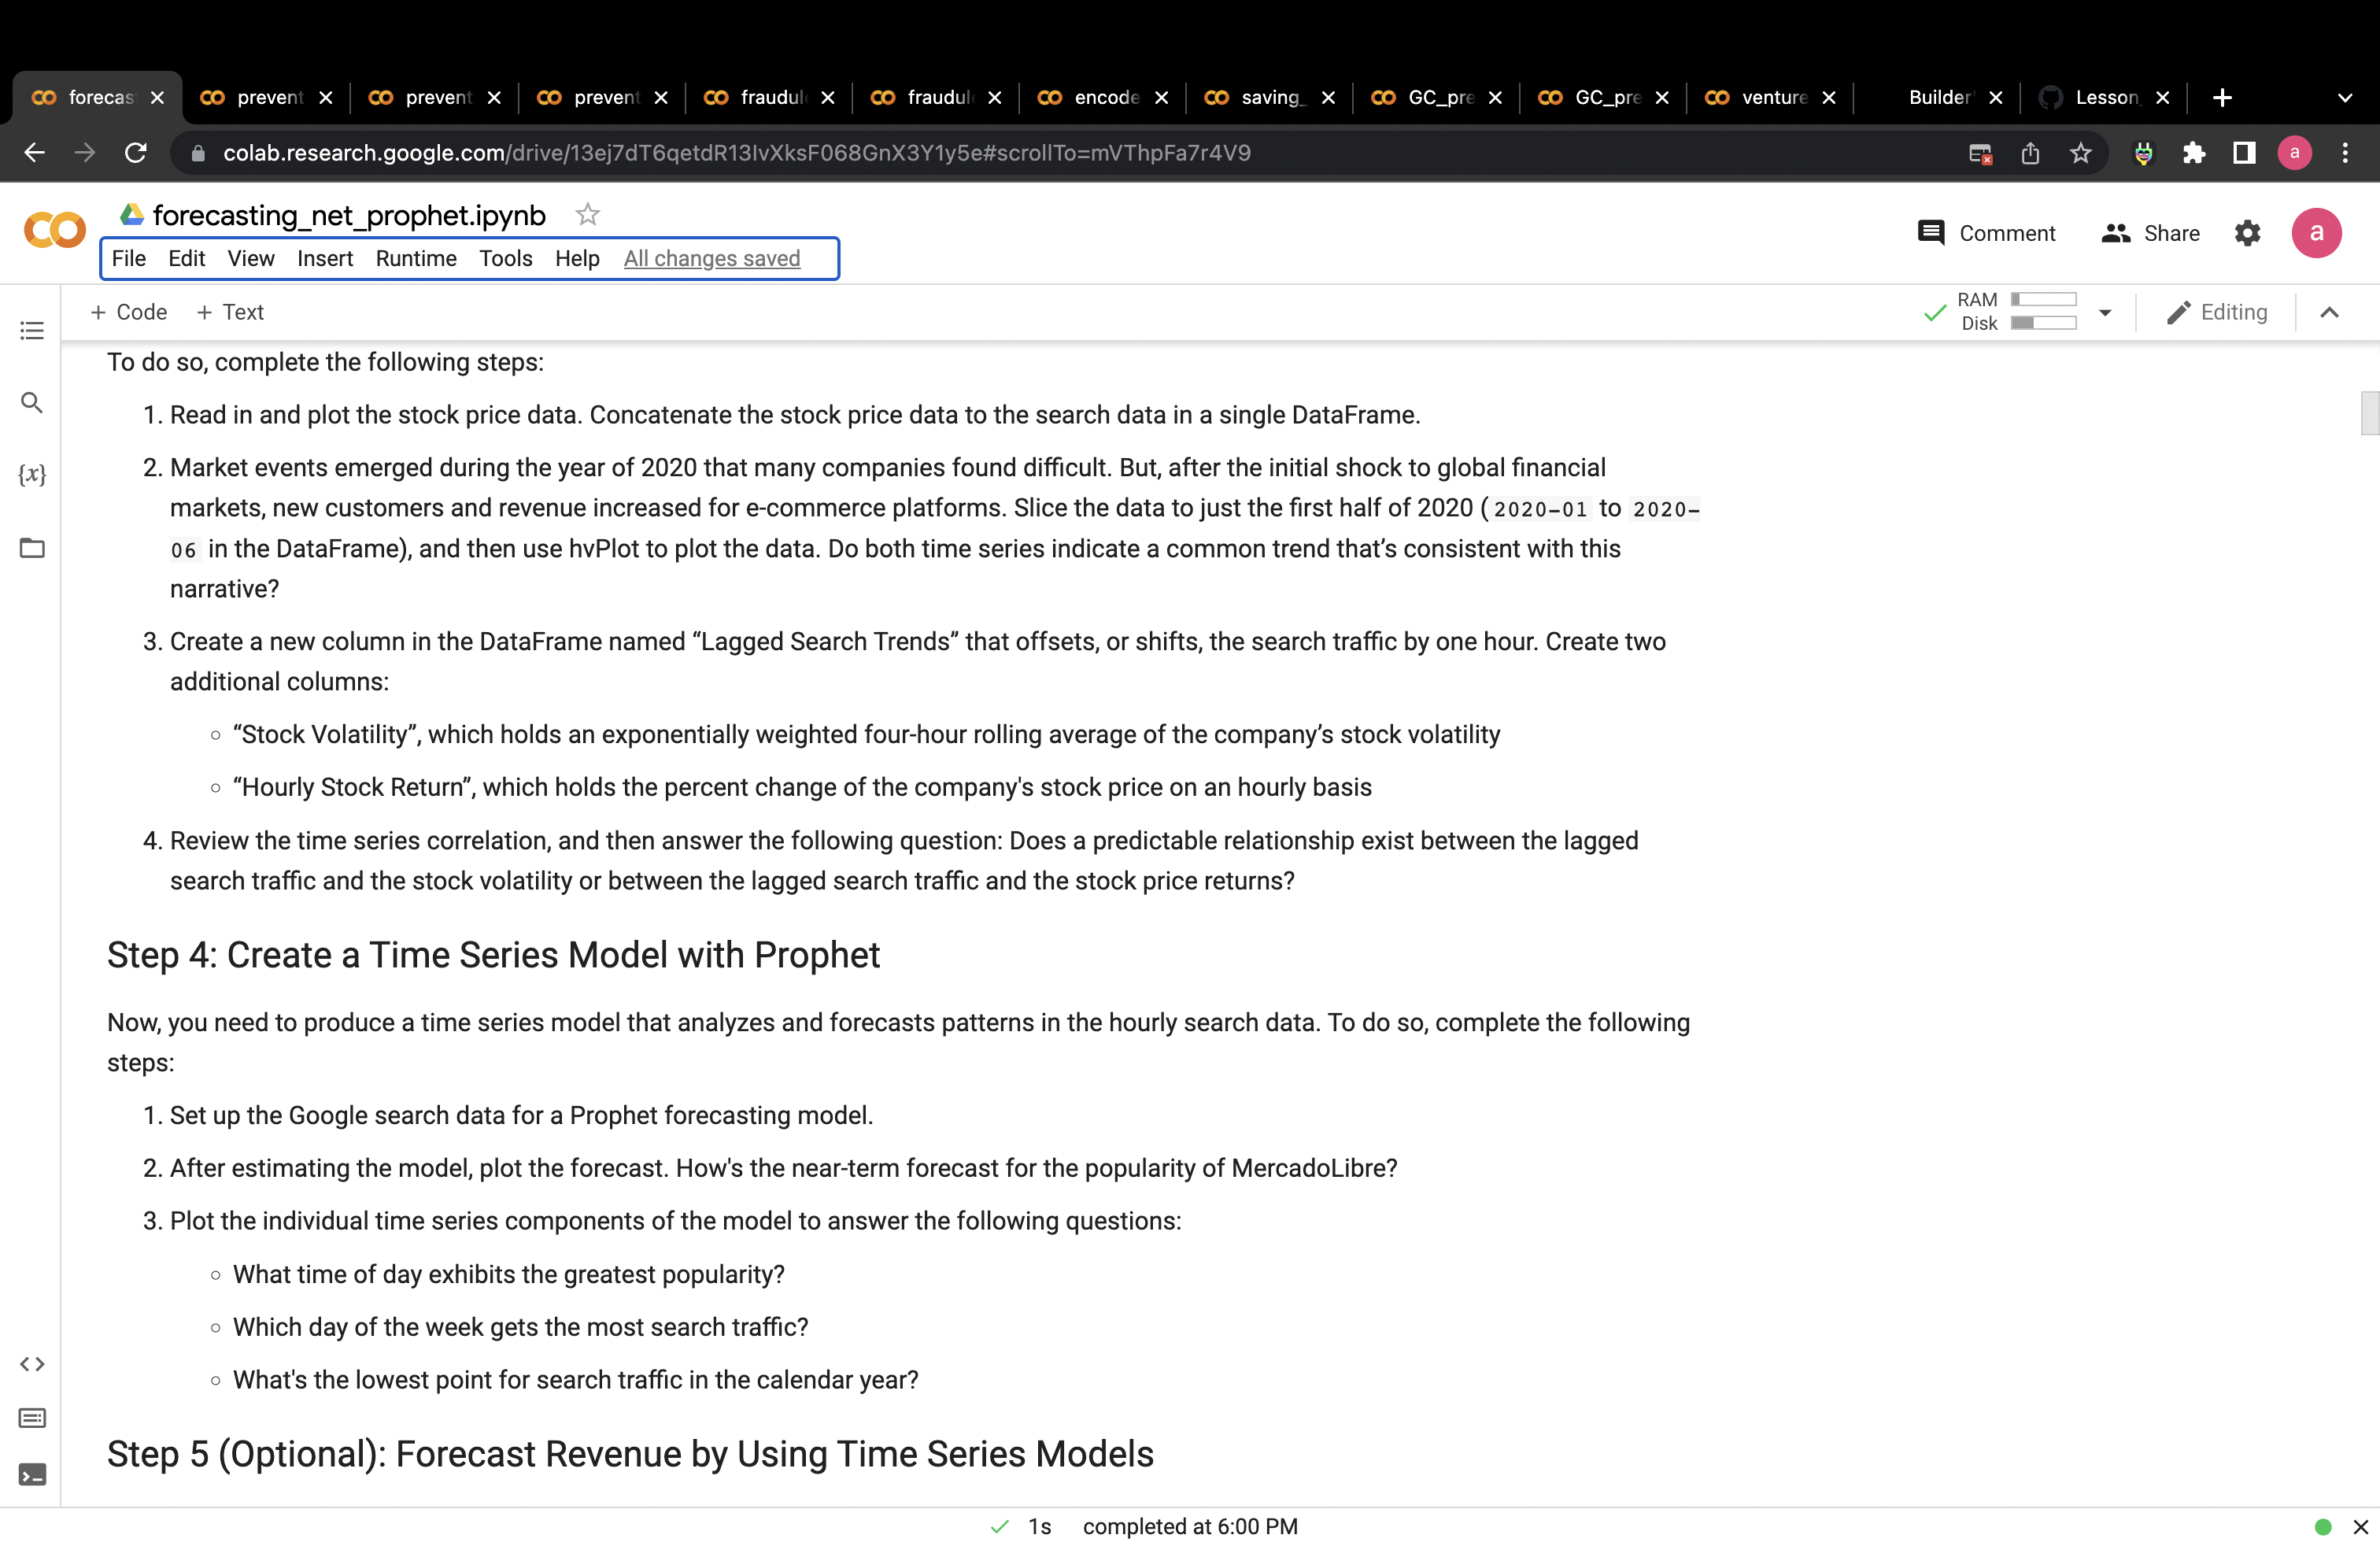 forecas prevent prevent prevent fraudul fraudul encode saving_ GC_pre GC_pre venture Builder' Lesson_
colab.research.google.com/drive/13ej7dT6qetdR13IvXksF068GnX3Y1y5e#scrollTo=mVThpFa7r4V9 a
forecasting_net_prophet.ipynb
File Edit View Insert Runtime Tools Help All changes saved
Comment Share a
+ Code + Text
RAM
Disk
Editing
To do so, complete the following steps:
1. Read in and plot the stock price data. Concatenate the stock price data to the search data in a single DataFrame.
2. Market events emerged during the year of 2020 that many companies found difficult. But, after the initial shock to global financial
markets, new customers and revenue increased for e-commerce platforms. Slice the data to just the first half of 2020 ( 2020-01 to 2020-
06 in the DataFrame), and then use hvPlot to plot the data. Do both time series indicate a common trend that’s consistent with this
narrative?
3. Create a new column in the DataFrame named “Lagged Search Trends” that offsets, or shifts, the search traffic by one hour. Create two
additional columns:
“Stock Volatility”, which holds an exponentially weighted four-hour rolling average of the company’s stock volatility
“Hourly Stock Return”, which holds the percent change of the company's stock price on an hourly basis
4. Review the time series correlation, and then answer the following question: Does a predictable relationship exist between the lagged
search traffic and the stock volatility or between the lagged search traffic and the stock price returns?
Step 4: Create a Time Series Model with Prophet
Now, you need to produce a time series model that analyzes and forecasts patterns in the hourly search data. To do so, complete the following
steps:
1. Set up the Google search data for a Prophet forecasting model.
2. After estimating the model, plot the forecast. How's the near-term forecast for the popularity of MercadoLibre?
3. Plot the individual time series components of the model to answer the following questions:
What time of day exhibits the greatest popularity?
Which day of the week gets the most search traffic?
What's the lowest point for search traffic in the calendar year?
Step 5 (Optional): Forecast Revenue by Using Time Series Models
1s completed at 6:00 PM